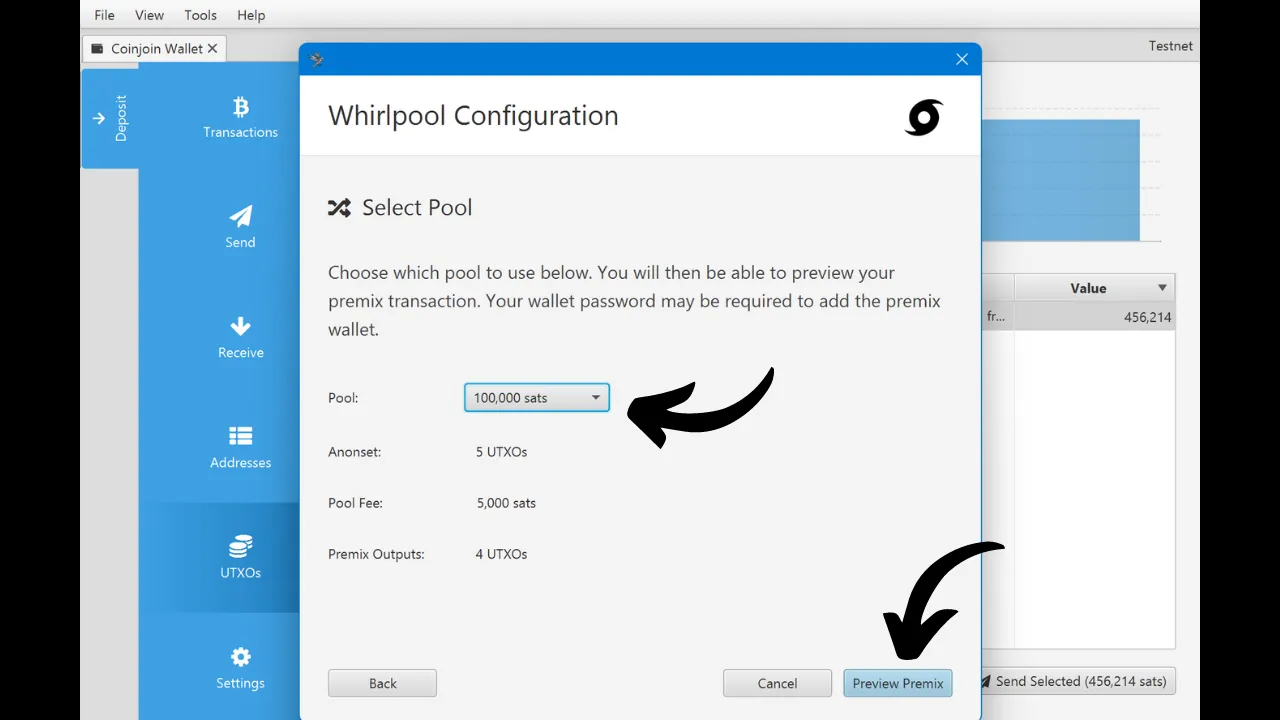 File View Tools Help
Coinjoin Wallet
Testnet
Deposit
Transactions
Send
Receive
Addresses
UTXOs
Settings
Whirlpool Configuration
Select Pool
Choose which pool to use below. You will then be able to preview your
premix transaction. Your wallet password may be required to add the premix
wallet.
Pool: 100,000 sats
Anonset: 5 UTXOs
Pool Fee: 5,000 sats
Premix Outputs: 4 UTXOs
Back Cancel Preview Premix
Value
fr... 456,214
Send Selected (456,214 sats)